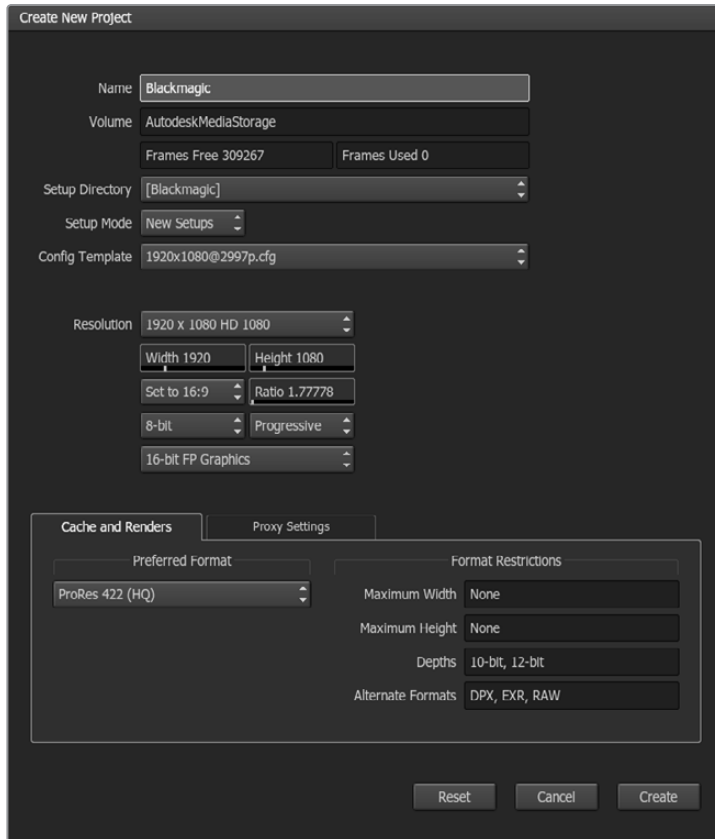 Create New Project
Name Blackmagic
Volume AutodeskMediaStorage
Frames Free 309267 Frames Used 0
Setup Directory [Blackmagic]
Setup Mode New Setups
Config Template 1920x1080@2997p.cfg
Resolution 1920 x 1080 HD 1080
Width 1920 Height 1080
Set to 16:9 Ratio 1.77778
8-bit Progressive
16-bit FP Graphics
Cache and Renders Proxy Settings
Preferred Format Format Restrictions
ProRes 422 (HQ) Maximum Width None
Maximum Height None
Depths 10-bit, 12-bit
Alternate Formats DPX, EXR, RAW
Reset Cancel Create